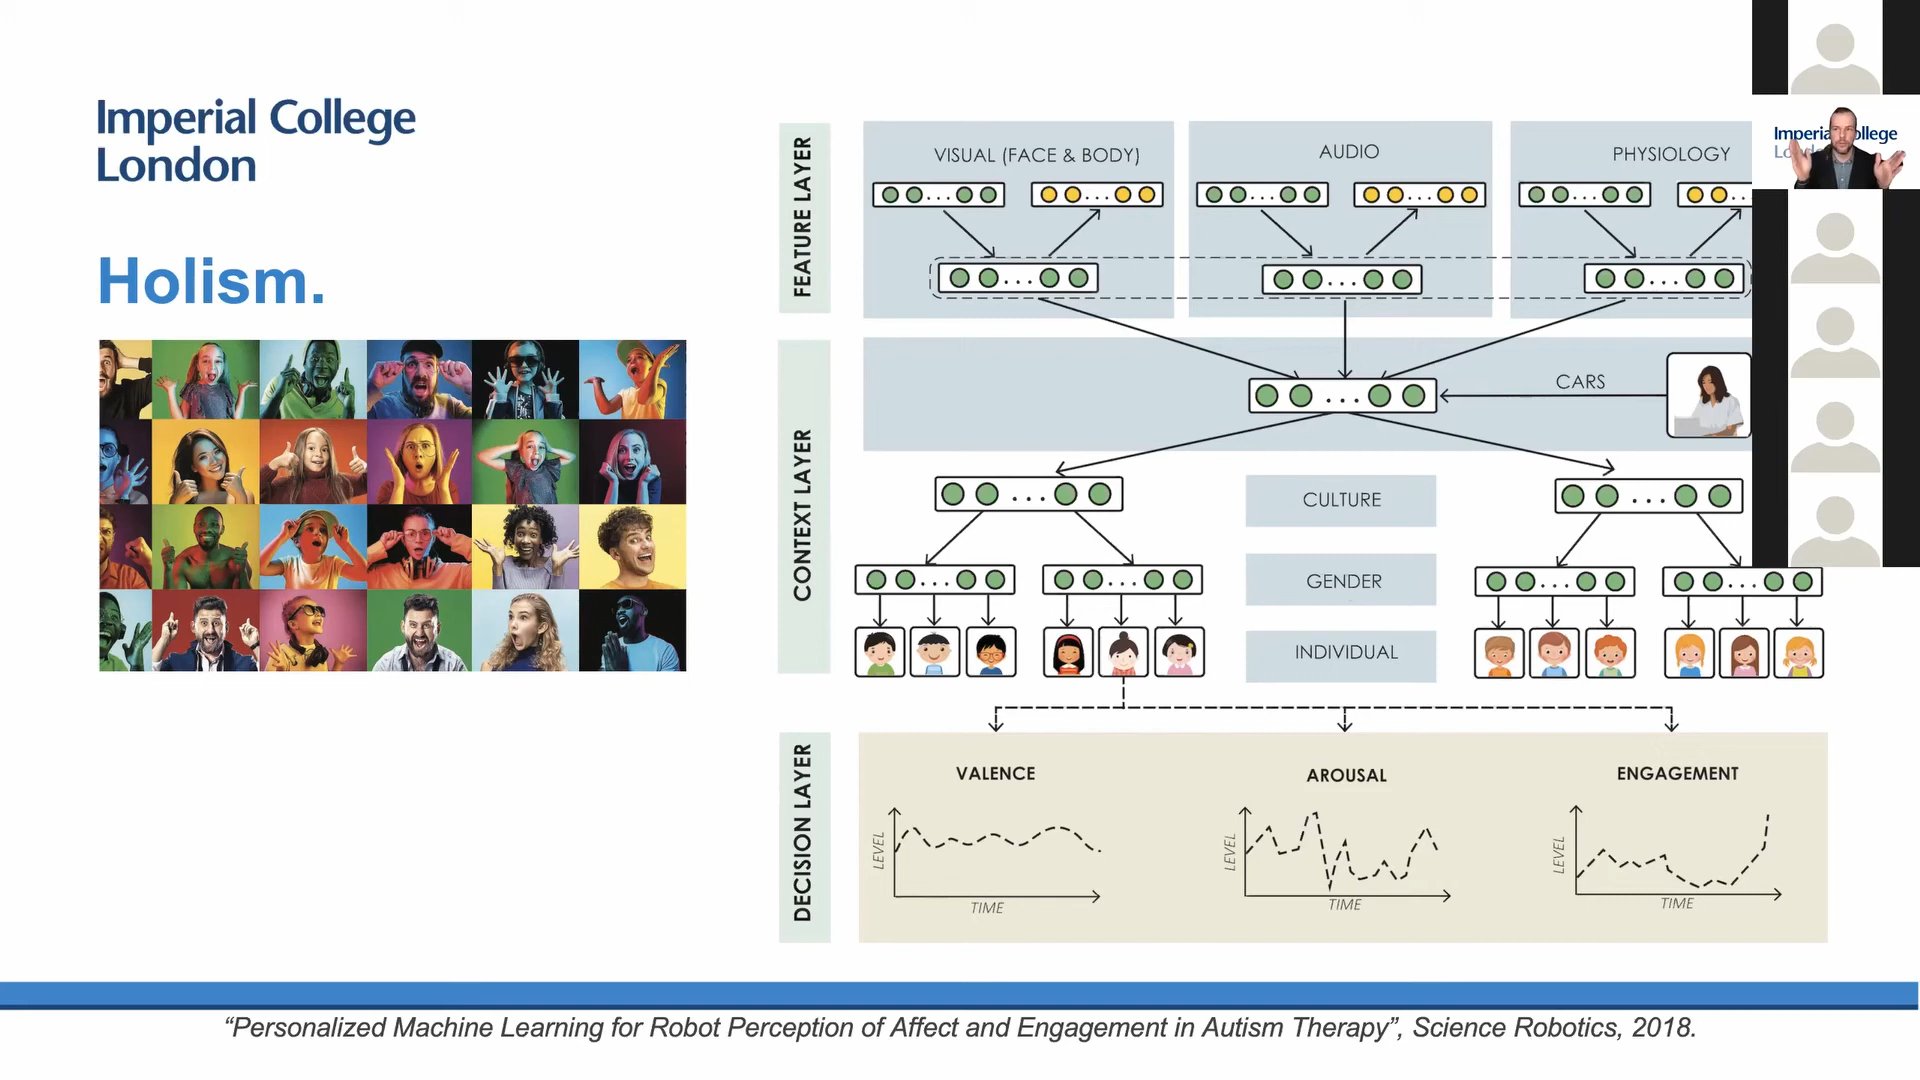 Imperial College
London
Holism.
FEATURE LAYER
VISUAL (FACE & BODY)
AUDIO
PHYSIOLOGY
CONTEXT LAYER
CARS
CULTURE
GENDER
INDIVIDUAL
DECISION LAYER
VALENCE
LEVEL
TIME
AROUSAL
LEVEL
TIME
ENGAGEMENT
LEVEL
TIME
“Personalized Machine Learning for Robot Perception of Affect and Engagement in Autism Therapy”, Science Robotics, 2018.